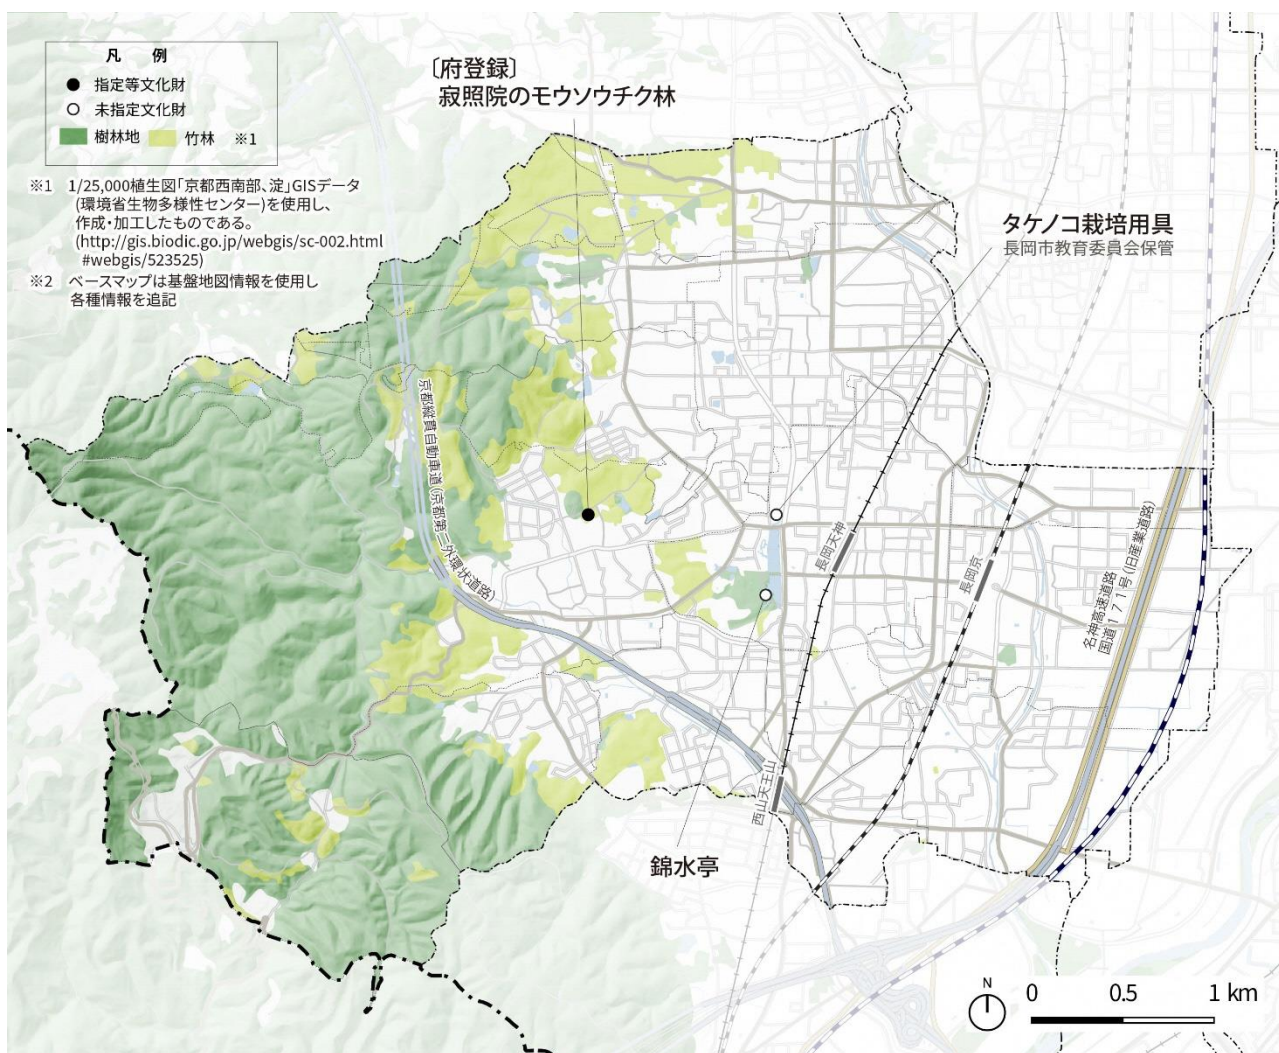 凡 例
指定等文化財
未指定文化財
樹林地 竹林 ※1
※1 1/25,000植生図「京都西南部、淀」GISデータ
(環境省生物多様性センター)を使用し、
作成・加工したものである。
(http://gis.biodic.go.jp/webgis/sc-002.html
#webgis/523525)
※2 ベースマップは基盤地図情報を使用し
各種情報を追記
〔府登録〕
寂照院のモウソウチク林
タケノコ栽培用具
長岡市教育委員会保管
京都縦貫自動車道(京都第二外環状道路)
長岡天神
長岡京
名神高速道路
国道171号(旧産業道路)
西山天王山
錦水亭
N
0 0.5 1 km